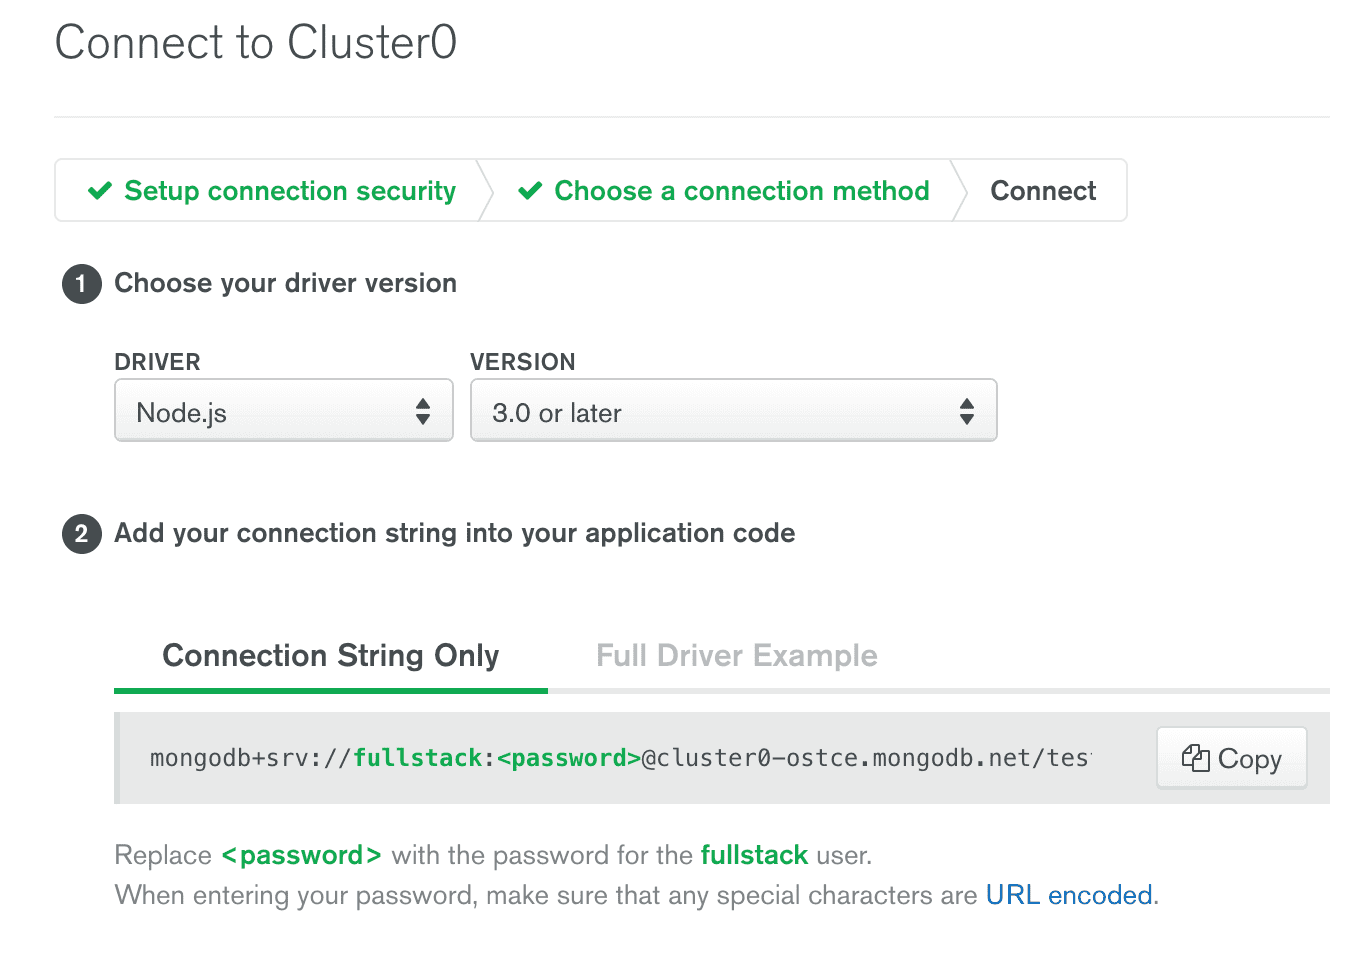 Connect to Cluster0
Setup connection security
Choose a connection method
Connect
1 Choose your driver version
DRIVER VERSION
Node.js 3.0 or later
2 Add your connection string into your application code
Connection String Only Full Driver Example
mongodb+srv://fullstack:<password>@cluster0-ostce.mongodb.net/tes Copy
Replace <password> with the password for the fullstack user.
When entering your password, make sure that any special characters are URL encoded.